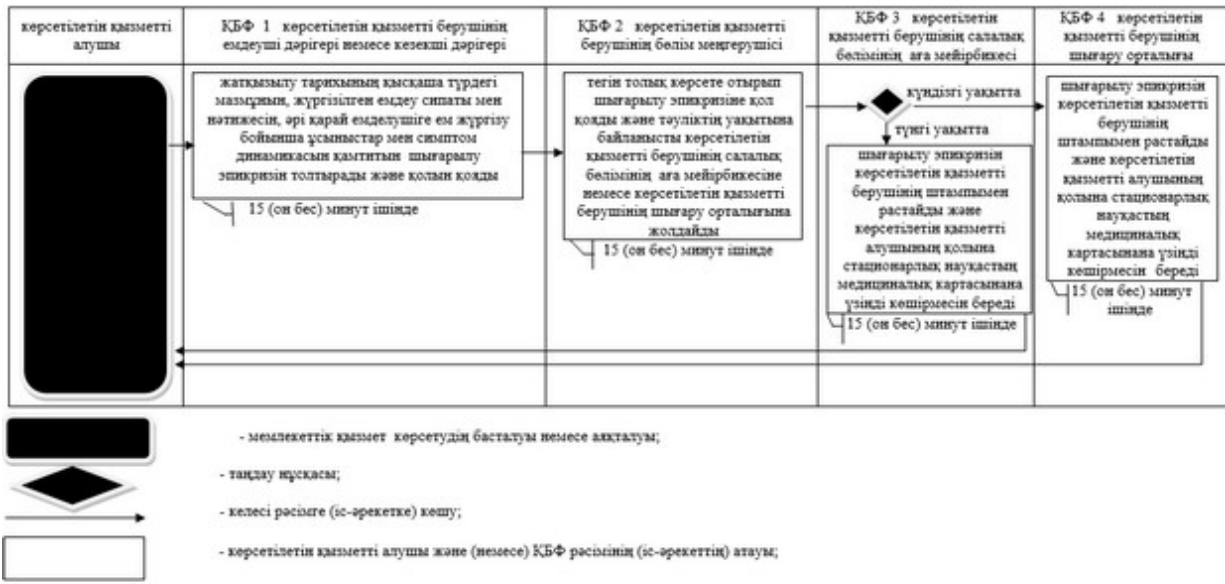 көрсетілетін қызметті
алушы
ҚБФ 1 көрсетілетін қызметті берушінің
емдеуші дәрігері немесе кезекші дәрігері
ҚБФ 2 көрсетілетін қызметті
берушінің бөлім меңгерушісі
ҚБФ 3 көрсетілетін
қызметті берушінің салалық
бөлімінің аға мейірбикесі
ҚБФ 4 көрсетілетін
қызметті берушінің
шығару орталығы
жатқызылу тарихының қысқаша түрдегі
мазмұнын, жүргізілген емдеу сипаты мен
нәтижесін, әрі қарай емделушіге ем жүргізу
бойынша ұсыныстар мен симптом
динамикасын қамтитын шығарылу
эпикризін толтырады және қолын қояды
15 (он бес) минут ішінде
тегін толық көрсете отырып
шығарылу эпикризіне қол
қояды және тәуліктің уақытына
байланысты көрсетілетін
қызметті берушінің салалық
бөлімінің аға мейірбикесіне
немесе көрсетілетін қызметті
берушінің шығару орталығына
жолдайды
15 (он бес) минут ішінде
күндізгі уақытта
түнгі уақытта
шығарылу эпикризін
көрсетілетін қызметті
берушінің штампымен
растайды және
көрсетілетін қызметті
алушының қолына
стационарлық науқастың
медициналық картасынана
үзінді көшірмесін береді
15 (он бес) минут ішінде
шығарылу эпикризін
көрсетілетін қызметті
берушінің
штампымен растайды
және көрсетілетін
қызметті алушының
қолына стационарлық
науқастың
медициналық
картасынана үзінді
көшірмесін береді
15 (он бес) минут
ішінде
- мемлекеттік қызмет көрсетудің басталуы немесе аяқталуы;
- таңдау нұсқасы;
- келесі рәсімге (іс-әрекетке) көшу;
- көрсетілетін қызметті алушы және (немесе) ҚБФ рәсімінің (іс-әрекеттің) атауы;